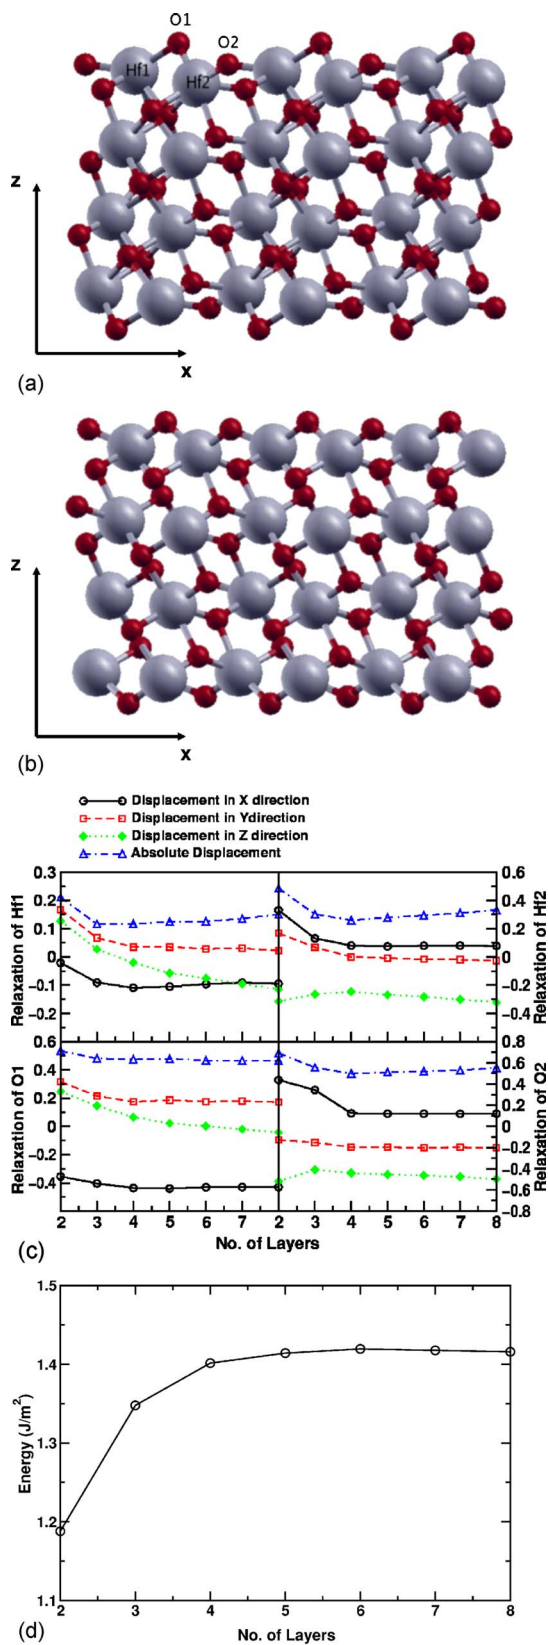 O1
O2
Hf1
Hf2
z
x
(a)
z
x
(b)
Displacement in X direction
Displacement in Ydirection
Displacement in Z direction
Absolute Displacement
Relaxation of Hf1
0.3
0.2
0.1
0
−0.1
−0.2
0.6
0.8
0.6
0.4
0.2
0
−0.2
−0.4
0.8
Relaxation of Hf2
Relaxation of O1
0.4
0.2
0
−0.2
−0.4
0.6
0.4
0.2
0
−0.2
−0.4
−0.6
−0.8
Relaxation of O2
2 3 4 5 6 7 2 3 4 5 6 7 8
No. of Layers
(c)
Energy (J/m²)
1.5
1.4
1.3
1.2
1.1
2 3 4 5 6 7 8
No. of Layers
(d)